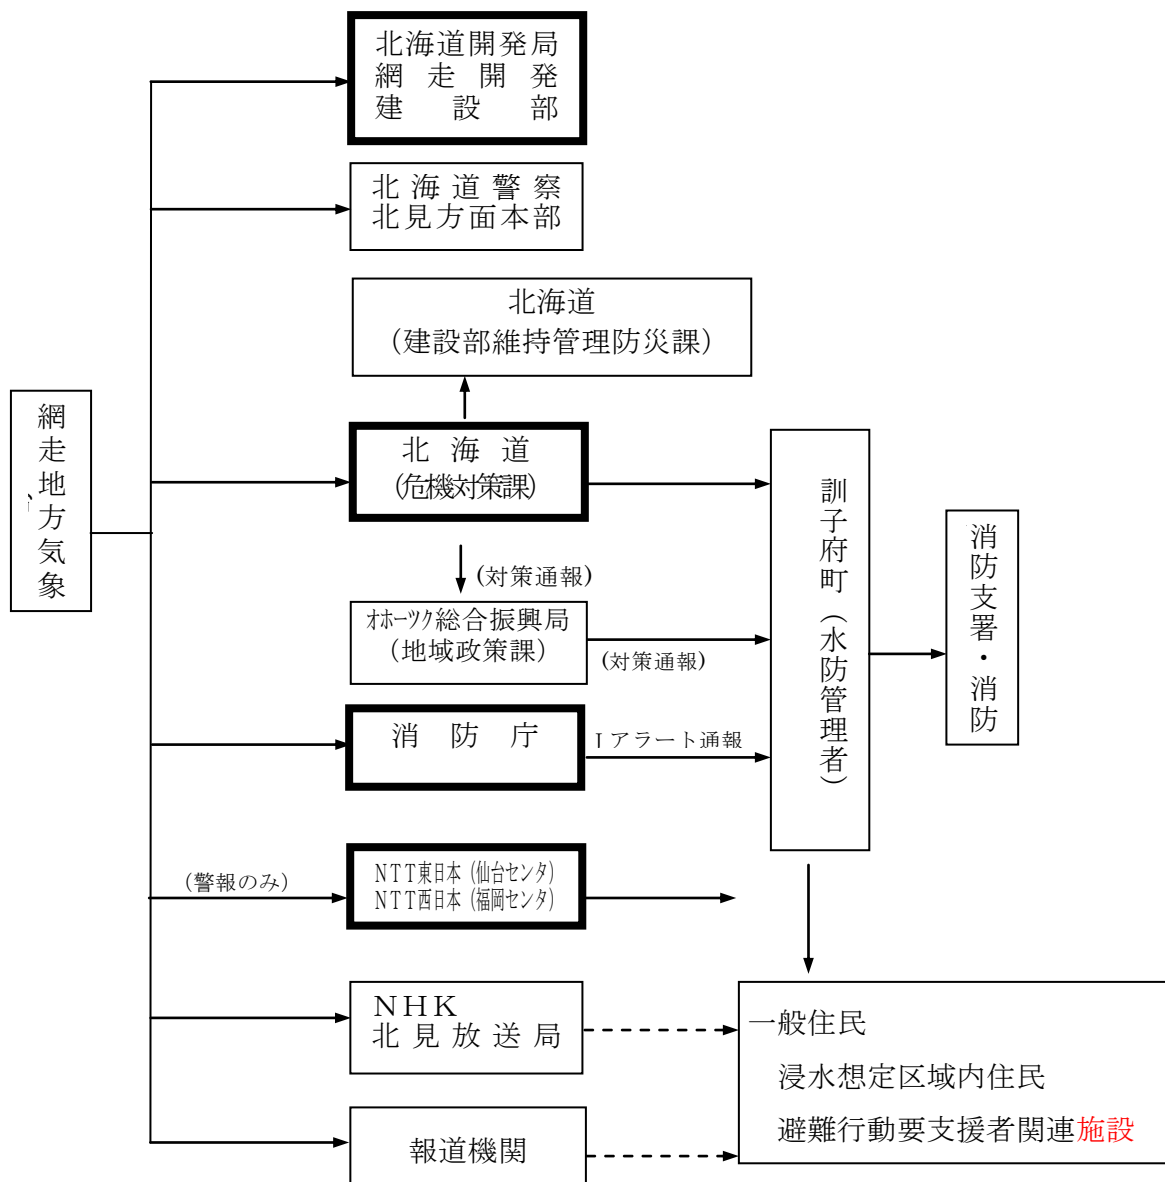 北海道開発局
網走開発
建設部
北海道警察
北見方面本部
北海道
（建設部維持管理防災課）
網走地方気象
北海道
(危機対策課)
(対策通報)
ｵﾎｰﾂｸ総合振興局
（地域政策課）
(対策通報)
消防庁
Ｉアラート通報
訓子府町（水防管理者）
消防支署・消防
（警報のみ）
ＮＴＴ東日本（仙台センタ）
ＮＴＴ西日本（福岡センタ）
ＮＨＫ
北見放送局
報道機関
一般住民
浸水想定区域内住民
避難行動要支援者関連施設